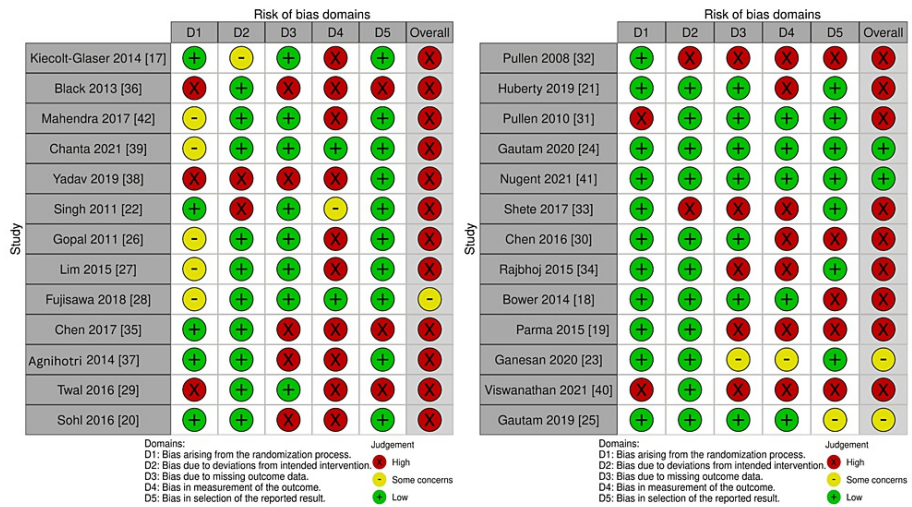 Risk of bias domains
D1 D2 D3 D4 D5 Overall
Study
Kiecolt-Glaser 2014 [17] + - + X + X
Black 2013 [36] X + X X X X
Mahendra 2017 [42] - + + X + X
Chanta 2021 [39] - + + + + X
Yadav 2019 [38] X X X X + X
Singh 2011 [22] + X + - + X
Gopal 2011 [26] - + + X + X
Lim 2015 [27] - + + X + X
Fujisawa 2018 [28] - + + + + -
Chen 2017 [35] + + X X X X
Agnihotri 2014 [37] + + X X + X
Twal 2016 [29] X + + X X X
Sohl 2016 [20] + + X X + X
Domains:
D1: Bias arising from the randomization process.
D2: Bias due to deviations from intended intervention.
D3: Bias due to missing outcome data.
D4: Bias in measurement of the outcome.
D5: Bias in selection of the reported result.
Judgement
X High
- Some concerns
+ Low
Risk of bias domains
D1 D2 D3 D4 D5 Overall
Study
Pullen 2008 [32] + X X X X X
Huberty 2019 [21] + + + X + X
Pullen 2010 [31] X + + + + X
Gautam 2020 [24] + + + + + +
Nugent 2021 [41] + + + + + +
Shete 2017 [33] + X X X + X
Chen 2016 [30] + + + X X X
Rajbhoj 2015 [34] + + X X + X
Bower 2014 [18] + + + + X X
Parma 2015 [19] + + X X X X
Ganesan 2020 [23] + + - - + -
Viswanathan 2021 [40] X + X X X X
Gautam 2019 [25] + + + + - -
Domains:
D1: Bias arising from the randomization process.
D2: Bias due to deviations from intended intervention.
D3: Bias due to missing outcome data.
D4: Bias in measurement of the outcome.
D5: Bias in selection of the reported result.
Judgement
X High
- Some concerns
+ Low